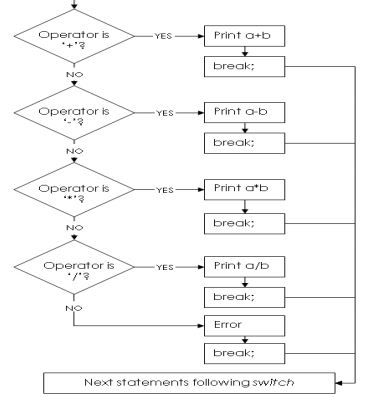 Operator is
'+'?
YES
Print a+b
break;
NO
Operator is
'-'?
YES
Print a-b
break;
NO
Operator is
'*'?
YES
Print a*b
break;
NO
Operator is
'/'?
YES
Print a/b
break;
NO
Error
break;
Next statements following switch